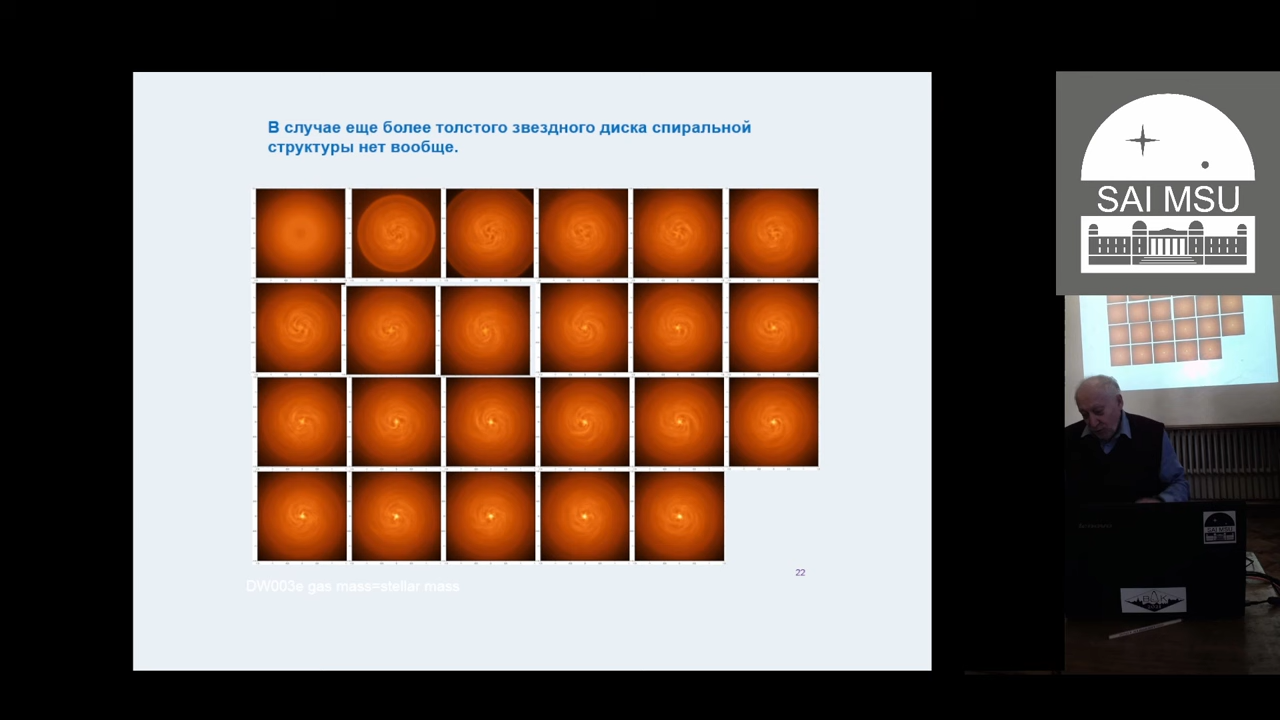 В случае еще более толстого звездного диска спиральной
структуры нет вообще.
DW003e gas mass=stellar mass
22
SAI MSU